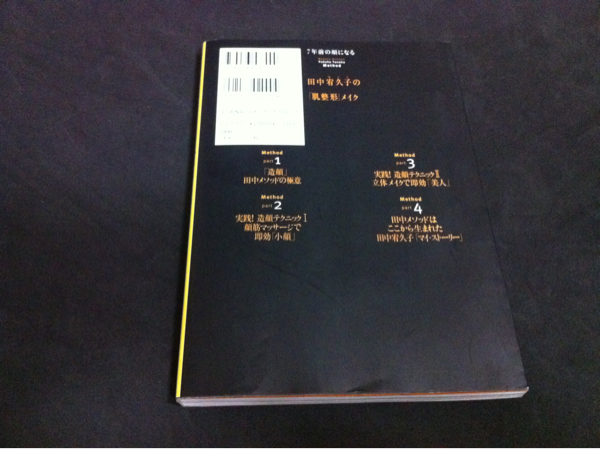 7年前の顔になる
Yukuko Tanaka
Method
田中宥久子の
「肌整形」メイク
Method
part 1
「造顔」
田中メソッドの極意
Method
part 2
実践! 造顔テクニックI
顔筋マッサージで
即効「小顔」
Method
part 3
実践! 造顔テクニックII
立体メイクで即効「美人」
Method
part 4
田中メソッドは
ここから生まれた
田中宥久子「マイ・ストーリー」